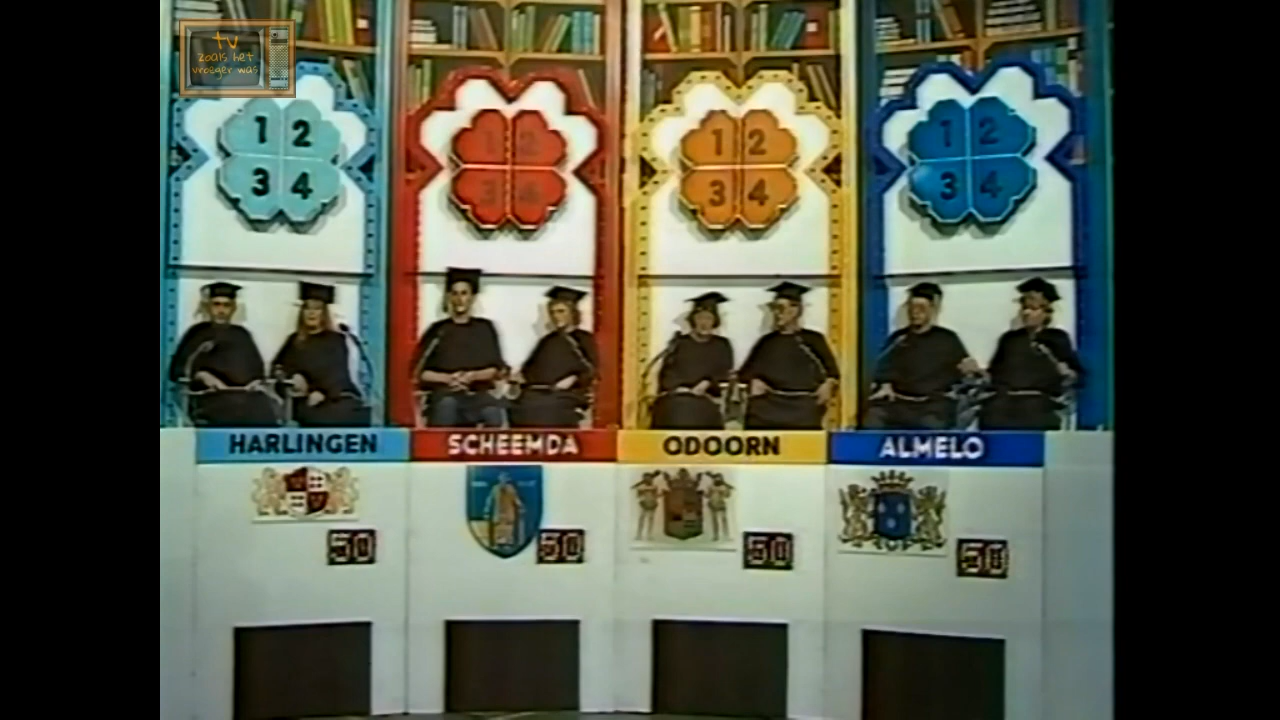 tv
zoals het
vroeger was
1 2
3 4
1 2
3 4
1 2
3 4
1 2
3 4
HARLINGEN
SCHEEMDA
ODOORN
ALMELO
50
50
50
50